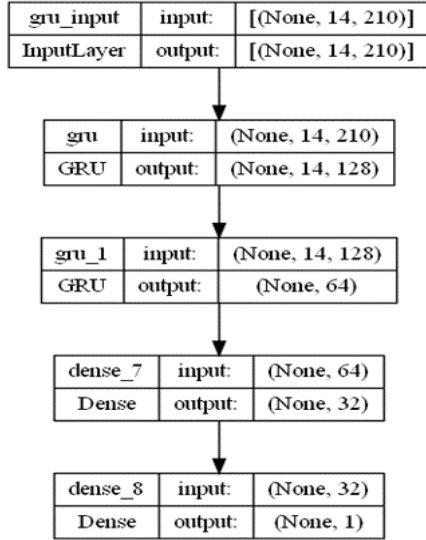 gru_input input: [(None, 14, 210)]
InputLayer output: [(None, 14, 210)]
gru input: (None, 14, 210)
GRU output: (None, 14, 128)
gru_1 input: (None, 14, 128)
GRU output: (None, 64)
dense_7 input: (None, 64)
Dense output: (None, 32)
dense_8 input: (None, 32)
Dense output: (None, 1)